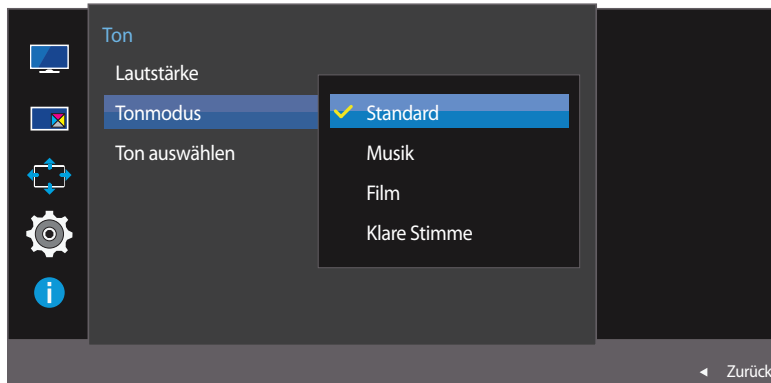 Ton
Lautstärke
Tonmodus
Ton auswählen
Standard
Musik
Film
Klare Stimme
Zurück